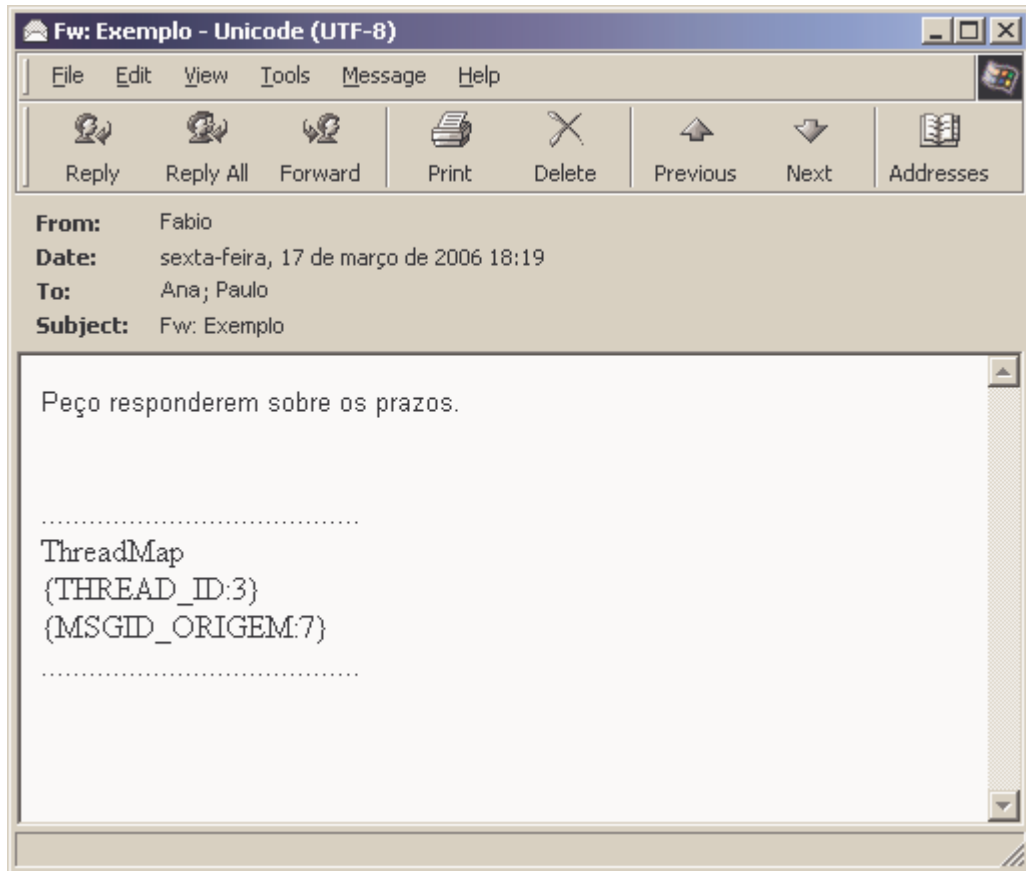 Fw: Exemplo - Unicode (UTF-8)
File Edit View Tools Message Help
Reply Reply All Forward Print Delete Previous Next Addresses
From: Fabio
Date: sexta-feira, 17 de março de 2006 18:19
To: Ana; Paulo
Subject: Fw: Exemplo
Peço responderem sobre os prazos.
........................................
ThreadMap
{THREAD_ID:3}
{MSGID_ORIGEM:7}
........................................